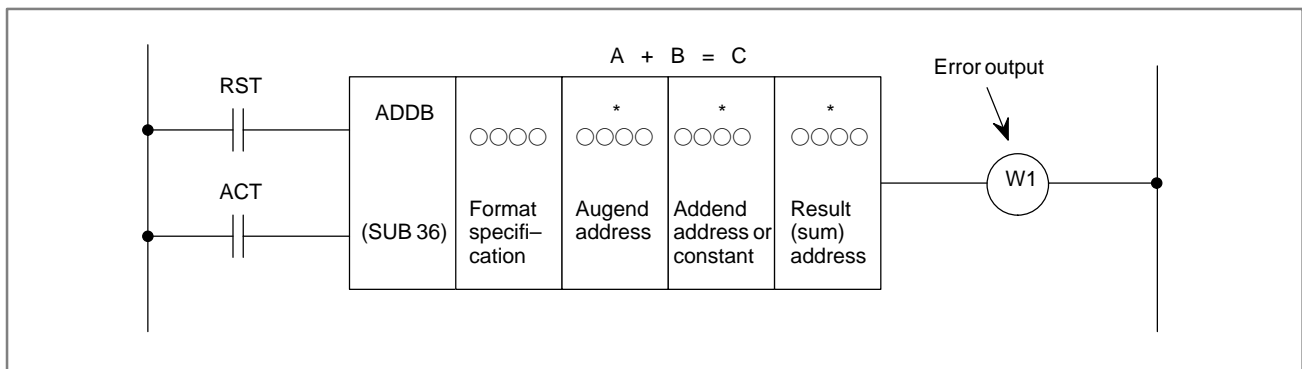 A + B = C
Error output
RST
ADDB
*
*
*
○○○○
○○○○
○○○○
○○○○
W1
ACT
(SUB 36)
Format
specifi–
cation
Augend
address
Addend
address or
constant
Result
(sum)
address